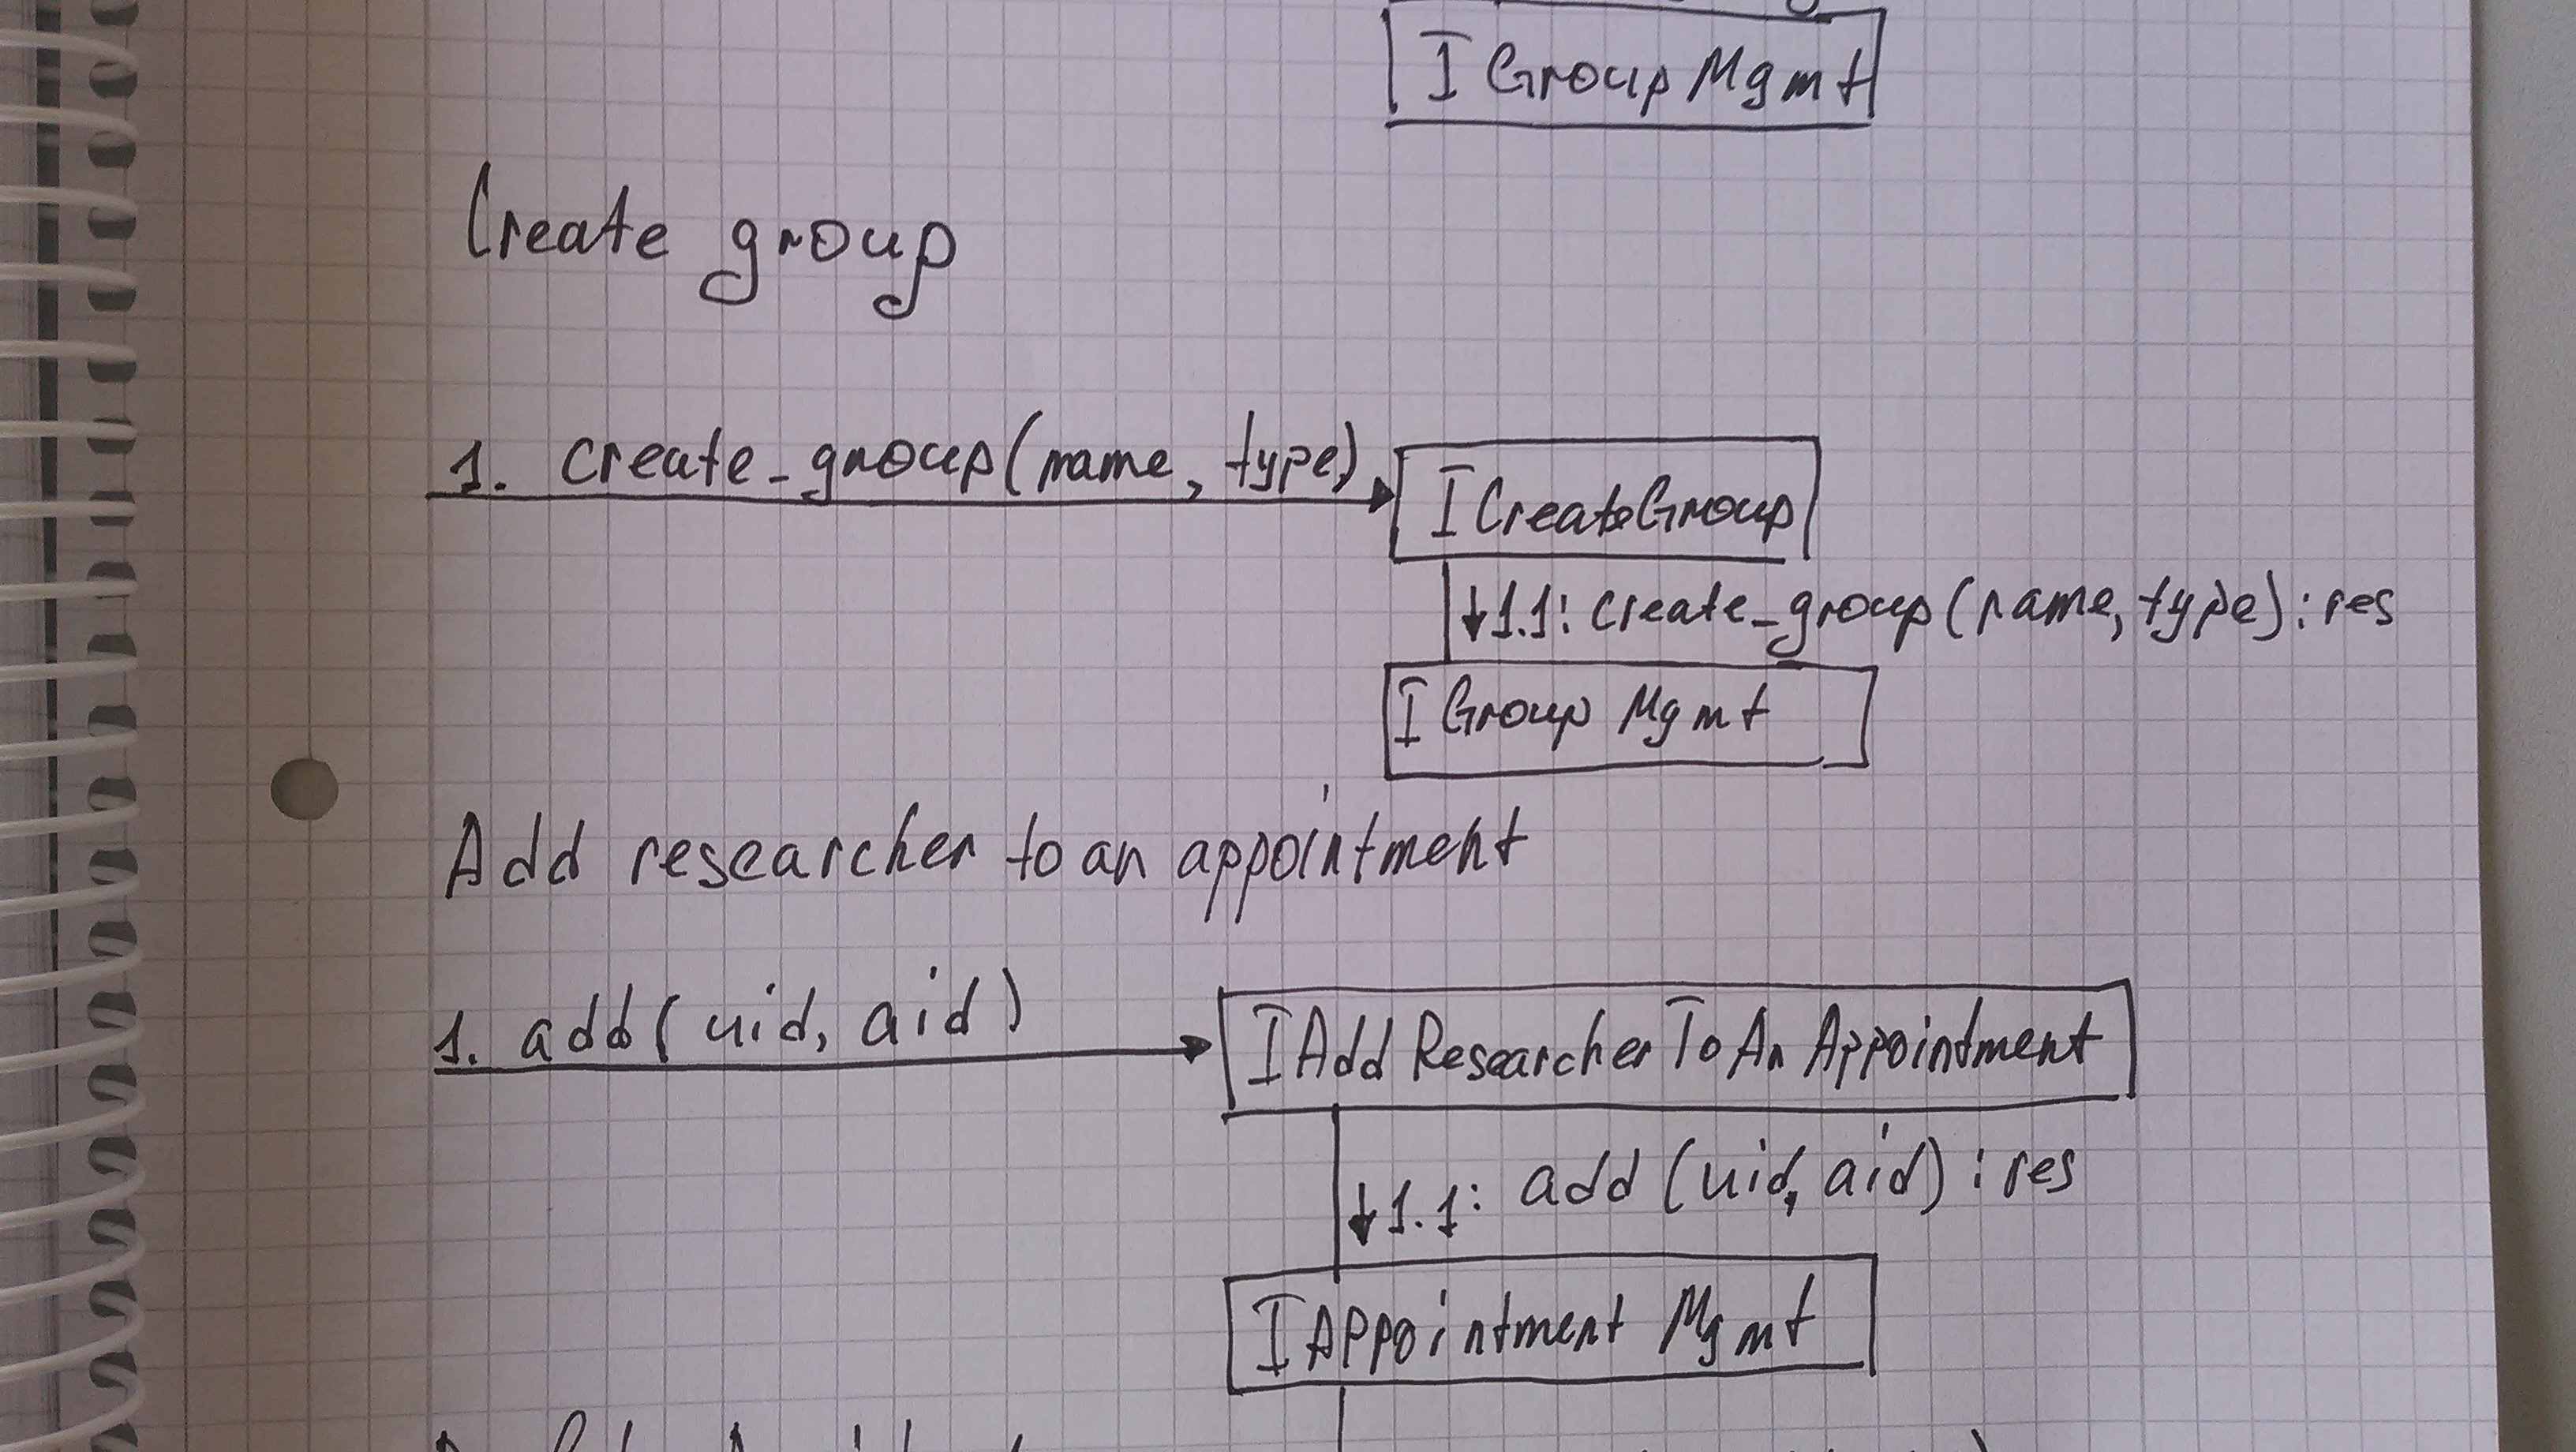 IGroupMgmt
Create group
1. create_group(name, type)
ICreateGroup
1.1: create_group(name, type): res
IGroupMgmt
Add researcher to an appointment
1. add(uid, aid)
IAddResearcherToAnAppointment
1.1: add(uid, aid): res
IAppointmentMgmt